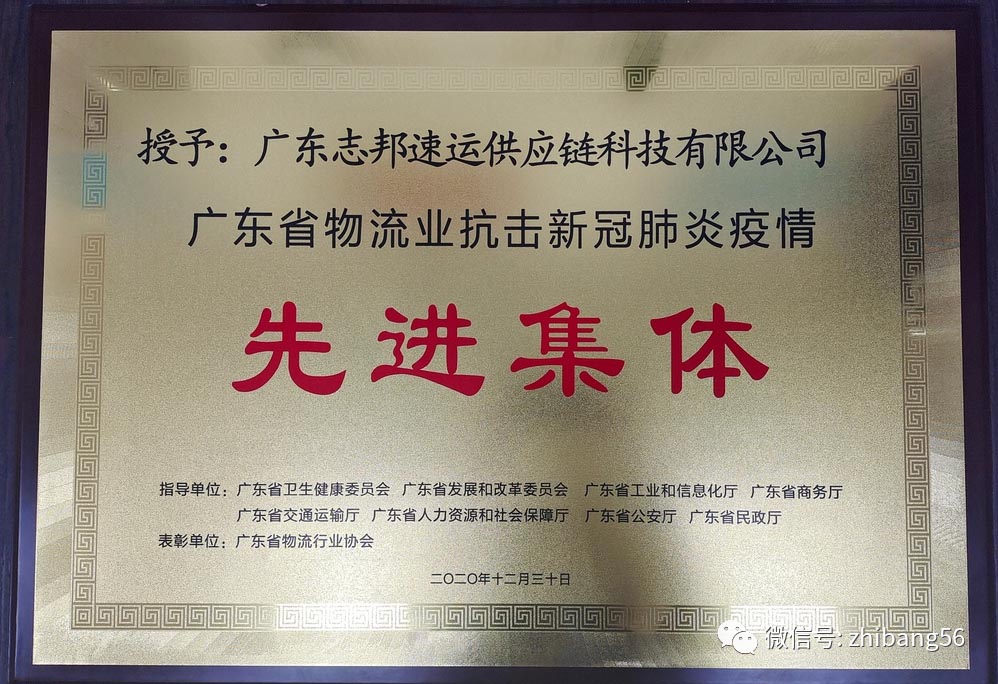 授予：广东志邦速运供应链科技有限公司
广东省物流业抗击新冠肺炎疫情
先进集体
指导单位：广东省卫生健康委员会 广东省发展和改革委员会 广东省工业和信息化厅 广东省商务厅
广东省交通运输厅 广东省人力资源和社会保障厅 广东省公安厅 广东省民政厅
表彰单位：广东省物流行业协会
二〇二〇年十二月三十日
微信号: zhibang56